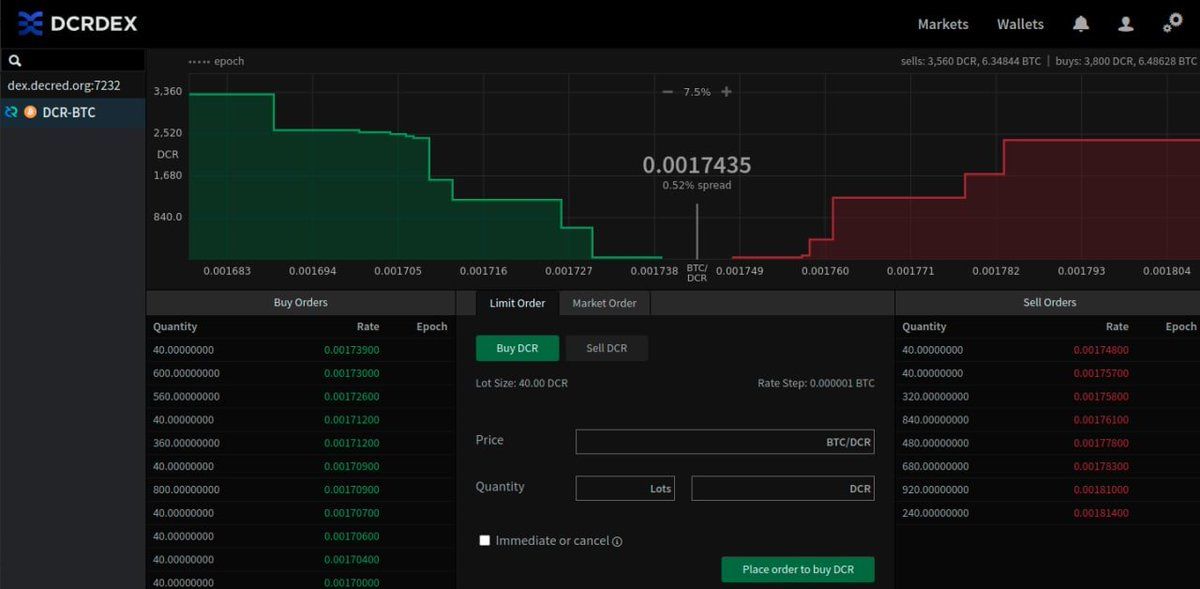 DCRDEX
Markets Wallets
dex.decred.org:7232
DCR-BTC
epoch
sells: 3,560 DCR, 6.34844 BTC | buys: 3,800 DCR, 6.48628 BTC
3,360
2,520
DCR
1,680
840.0
7.5%
0.0017435
0.52% spread
0.001683 0.001694 0.001705 0.001716 0.001727 0.001738 BTC/ 0.001749 0.001760 0.001771 0.001782 0.001793 0.001804
DCR
Buy Orders
Quantity Rate Epoch
40.00000000 0.00173900
600.00000000 0.00173000
560.00000000 0.00172600
40.00000000 0.00171200
360.00000000 0.00171200
40.00000000 0.00170900
800.00000000 0.00170900
40.00000000 0.00170700
40.00000000 0.00170600
40.00000000 0.00170400
40.00000000 0.00170000
Limit Order Market Order
Buy DCR Sell DCR
Lot Size: 40.00 DCR Rate Step: 0.000001 BTC
Price BTC/DCR
Quantity Lots DCR
Immediate or cancel
Place order to buy DCR
Sell Orders
Quantity Rate Epoch
40.00000000 0.00174800
40.00000000 0.00175700
320.00000000 0.00175800
840.00000000 0.00176100
480.00000000 0.00177800
680.00000000 0.00178300
920.00000000 0.00181000
240.00000000 0.00181400